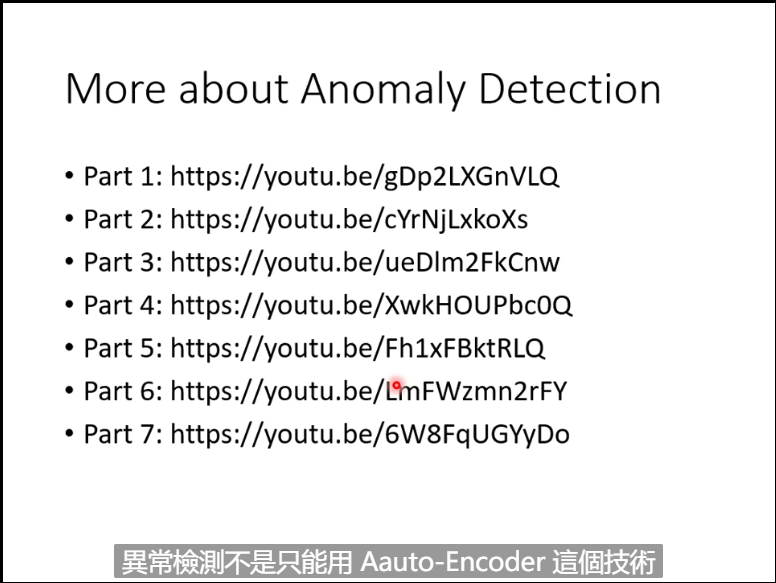 More about Anomaly Detection
• Part 1: https://youtu.be/gDp2LXGnVLQ
• Part 2: https://youtu.be/cYrNjLxkoXs
• Part 3: https://youtu.be/ueDlm2FkCnw
• Part 4: https://youtu.be/XwkHOUPbc0Q
• Part 5: https://youtu.be/Fh1xFBktRLQ
• Part 6: https://youtu.be/LmFWzmn2rFY
• Part 7: https://youtu.be/6W8FqUGYyDo
異常檢測不是只能用 Aauto-Encoder 這個技術